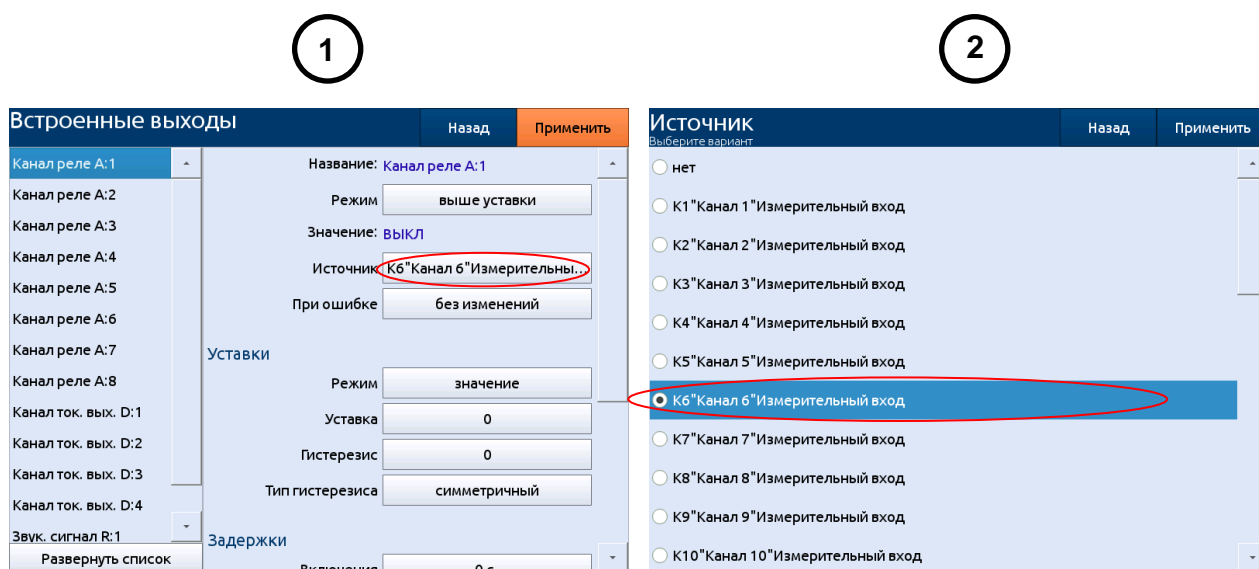 1
2
Встроенные выходы
Назад
Применить
Канал реле A:1
Канал реле A:2
Канал реле A:3
Канал реле A:4
Канал реле A:5
Канал реле A:6
Канал реле A:7
Канал реле A:8
Канал ток. вых. D:1
Канал ток. вых. D:2
Канал ток. вых. D:3
Канал ток. вых. D:4
Звук. сигнал R:1
Развернуть список
Название: Канал реле A:1
Режим выше уставки
Значение: ВЫКЛ
Источник К6"Канал 6"Измерительны...
При ошибке без изменений
Уставки
Режим значение
Уставка 0
Гистерезис 0
Тип гистерезиса симметричный
Задержки
Включения 0 с
Источник
Выберите вариант
Назад
Применить
нет
К1"Канал 1"Измерительный вход
К2"Канал 2"Измерительный вход
К3"Канал 3"Измерительный вход
К4"Канал 4"Измерительный вход
К5"Канал 5"Измерительный вход
К6"Канал 6"Измерительный вход
К7"Канал 7"Измерительный вход
К8"Канал 8"Измерительный вход
К9"Канал 9"Измерительный вход
К10"Канал 10"Измерительный вход